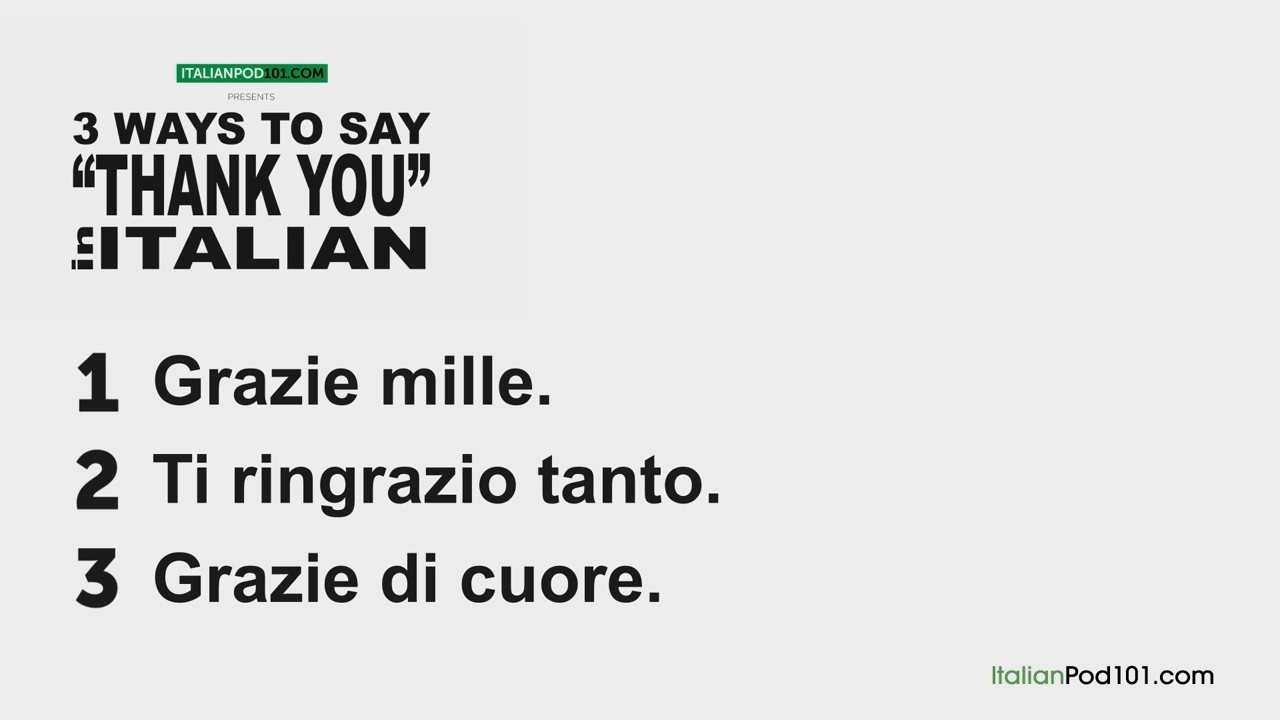 ITALIANPOD101.COM
PRESENTS
3 WAYS TO SAY
“THANK YOU”
in ITALIAN
1 Grazie mille.
2 Ti ringrazio tanto.
3 Grazie di cuore.
ItalianPod101.com